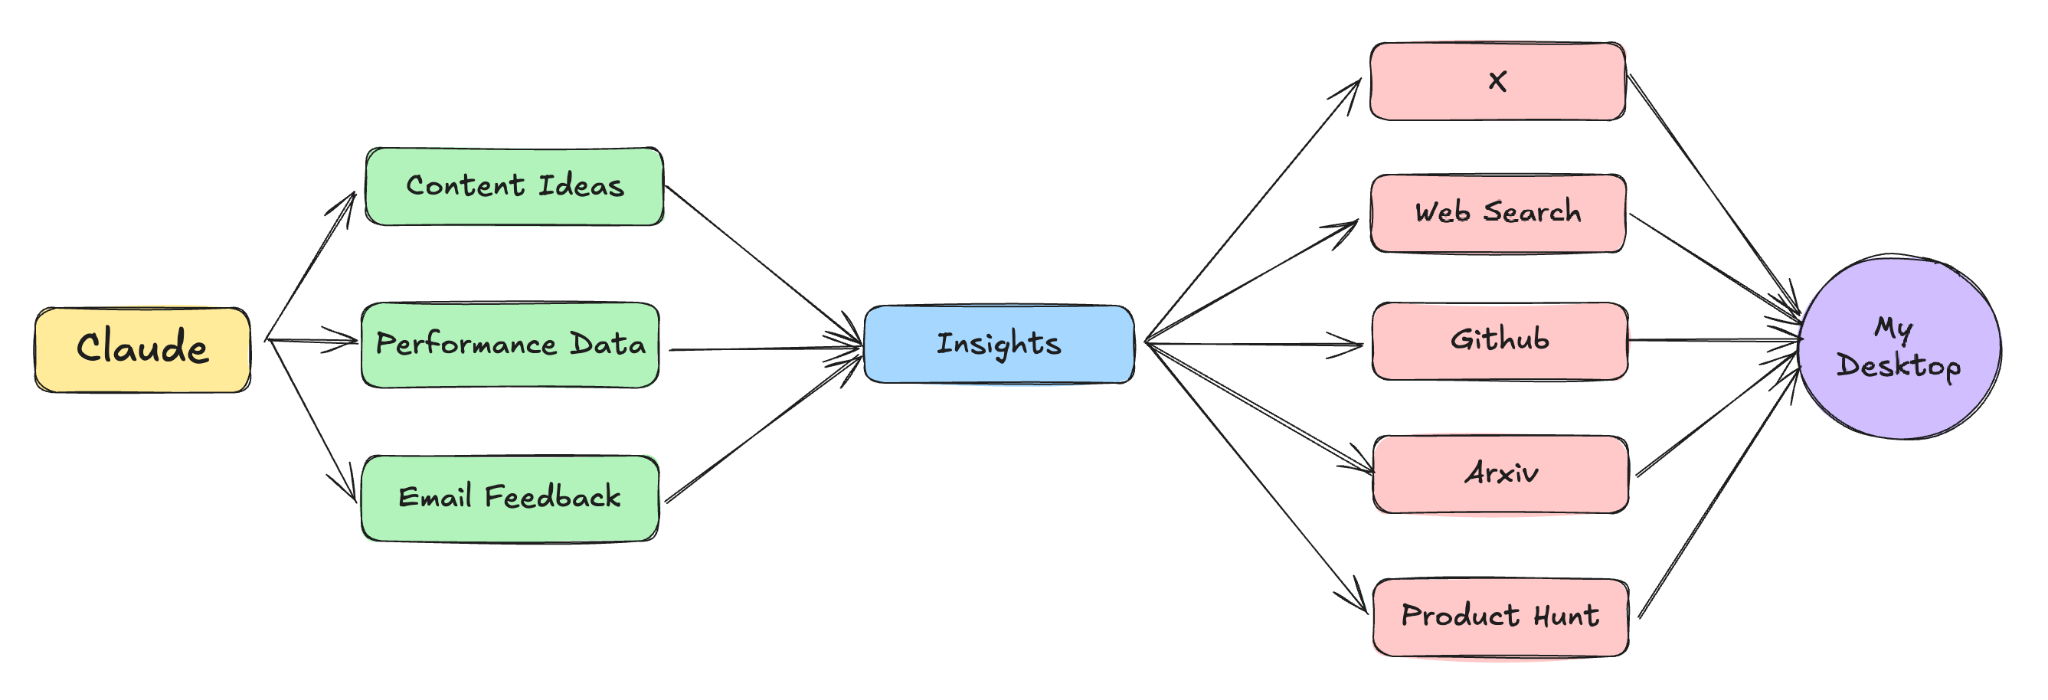 Claude
Content Ideas
Performance Data
Email Feedback
Insights
X
Web Search
Github
Arxiv
Product Hunt
My
Desktop